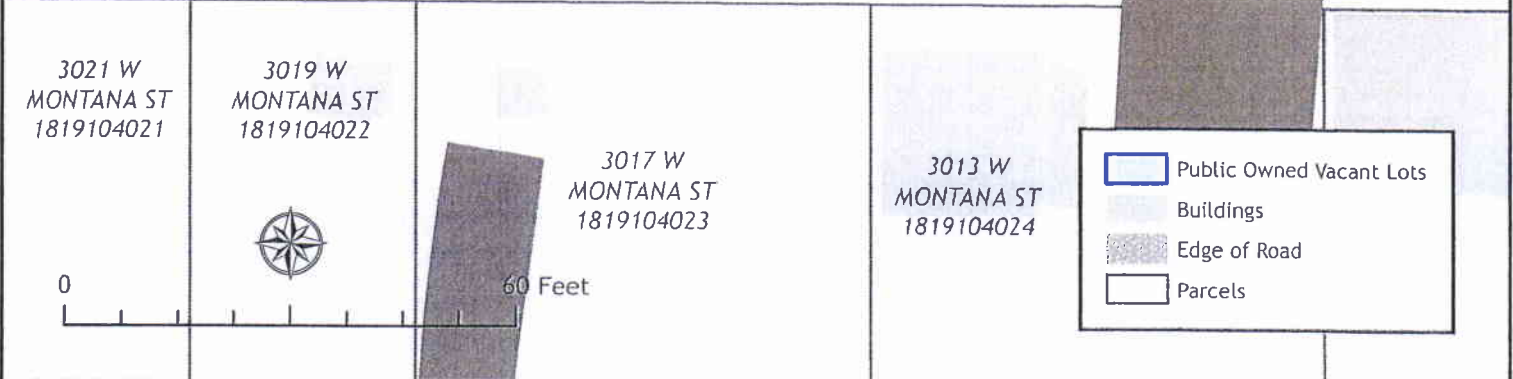 3021 W
MONTANA ST
1819104021
3019 W
MONTANA ST
1819104022
3017 W
MONTANA ST
1819104023
3013 W
MONTANA ST
1819104024
0
60 Feet
Public Owned Vacant Lots
Buildings
Edge of Road
Parcels